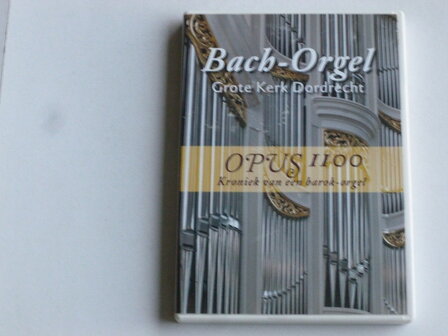 Bach-Orgel
Grote Kerk Dordrecht
OPUS 1100
Kroniek van een barok-orgel